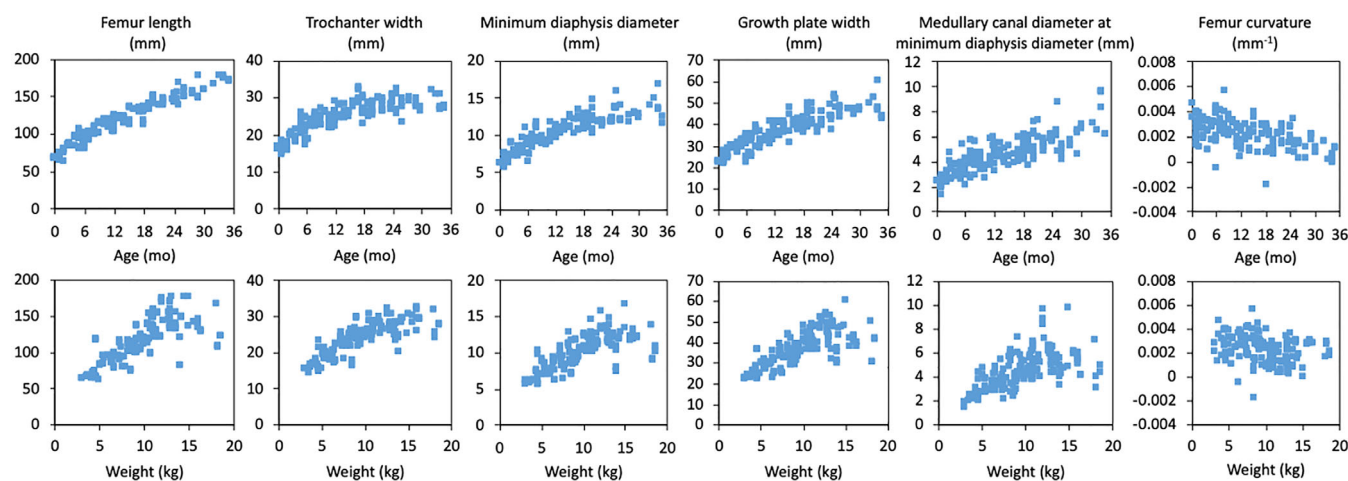 Femur length
(mm)
200
150
100
50
0
0 6 12 18 24 30 36
Age (mo)
Trochanter width
(mm)
40
30
20
10
0
0 6 12 18 24 30 36
Age (mo)
Minimum diaphysis diameter
(mm)
20
15
10
5
0
0 6 12 18 24 30 36
Age (mo)
Growth plate width
(mm)
70
60
50
40
30
20
10
0
0 6 12 18 24 30 36
Age (mo)
Medullary canal diameter at
minimum diaphysis diameter (mm)
12
10
8
6
4
2
0
0 6 12 18 24 30 36
Age (mo)
Femur curvature
(mm⁻¹)
0.008
0.006
0.004
0.002
0
-0.002
-0.004
0 6 12 18 24 30 36
Age (mo)
200
150
100
50
0
0 5 10 15 20
Weight (kg)
40
30
20
10
0
0 5 10 15 20
Weight (kg)
20
15
10
5
0
0 5 10 15 20
Weight (kg)
70
60
50
40
30
20
10
0
0 5 10 15 20
Weight (kg)
12
10
8
6
4
2
0
0 5 10 15 20
Weight (kg)
0.008
0.006
0.004
0.002
0
-0.002
-0.004
0 5 10 15 20
Weight (kg)